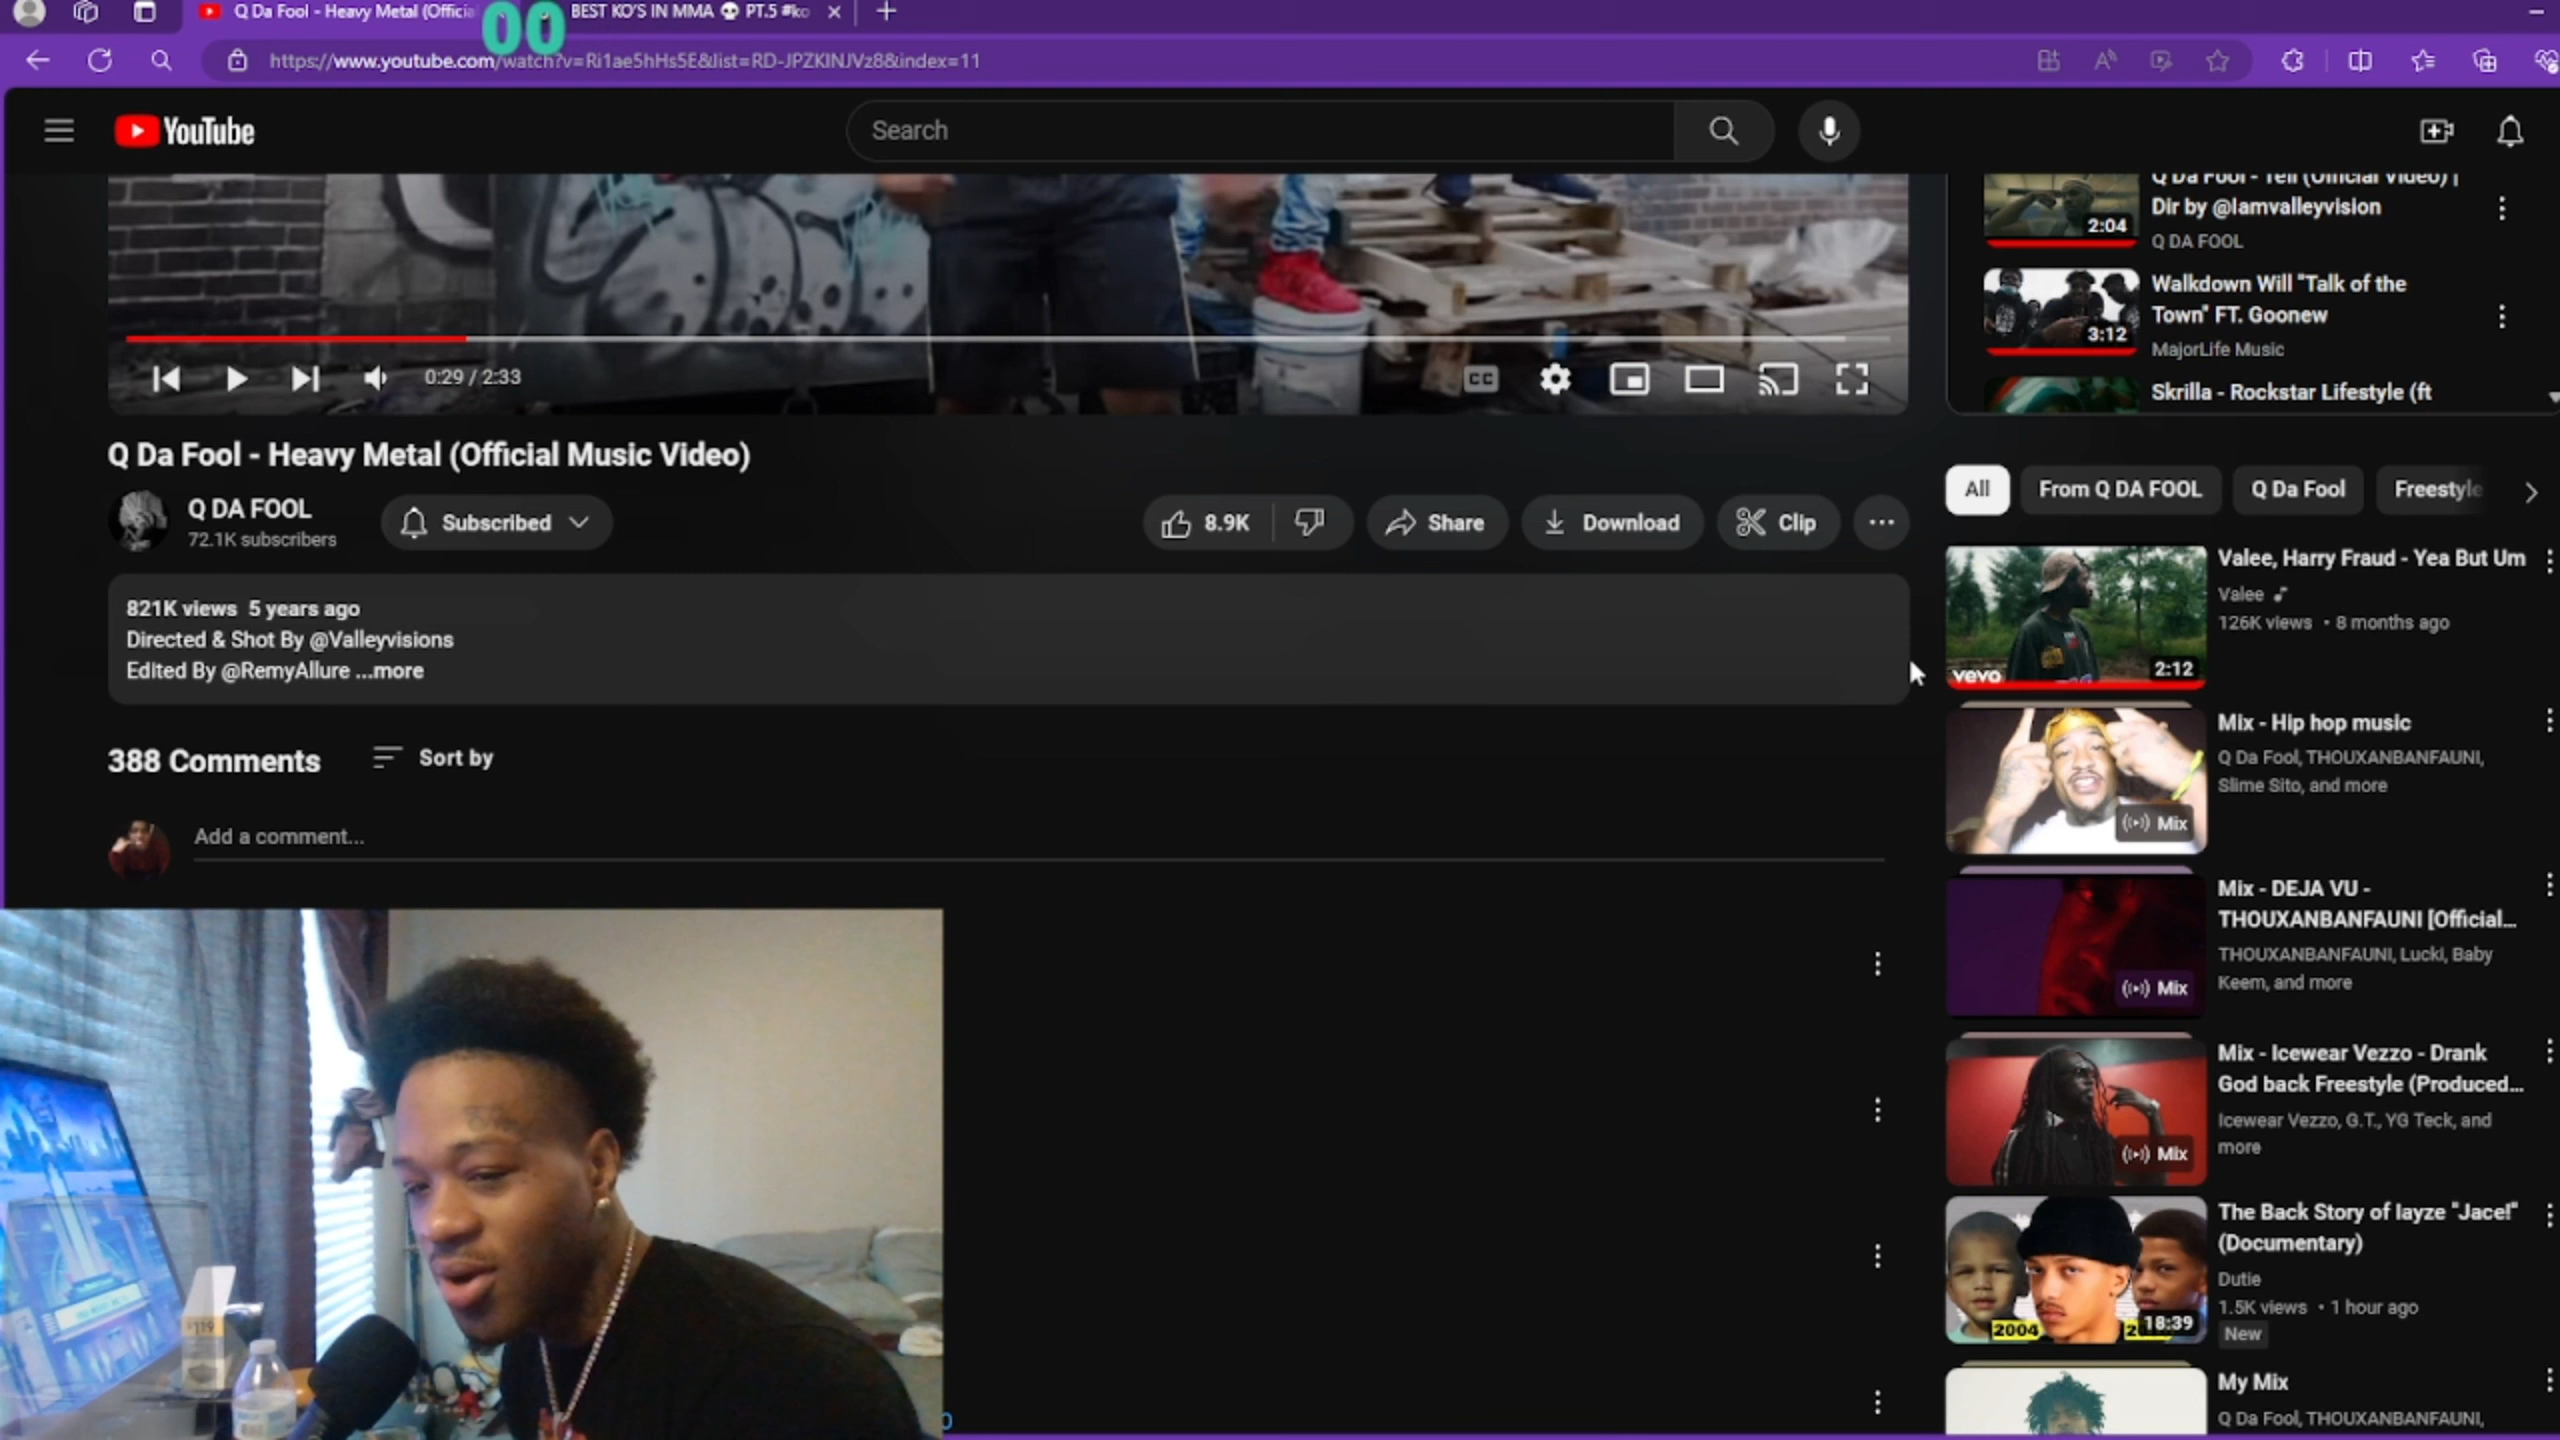 Q Da Fool - Heavy Metal (Officia
00
BEST KO'S IN MMA 💀 PT.5 #ko
https://www.youtube.com/watch?v=Ri1ae5hHs5E&list=RD-JPZKINJVz8&index=11
YouTube
Search
0:29 / 2:33
CC
Q Da Fool - Heavy Metal (Official Music Video)
Q DA FOOL
72.1K subscribers
Subscribed
8.9K
Share
Download
Clip
821K views 5 years ago
Directed & Shot By @Valleyvisions
Edited By @RemyAllure ...more
388 Comments
Sort by
Add a comment...
Q Da Fool - Tell (Official Video) |
Dir by @Iamvalleyvision
2:04
Q DA FOOL
Walkdown Will "Talk of the
Town" FT. Goonew
3:12
MajorLife Music
Skrilla - Rockstar Lifestyle (ft
All
From Q DA FOOL
Q Da Fool
Freestyle
Valee, Harry Fraud - Yea But Um
Valee
126K views • 8 months ago
vevo
2:12
Mix - Hip hop music
Q Da Fool, THOUXANBANFAUNI,
Slime Sito, and more
Mix
Mix - DEJA VU -
THOUXANBANFAUNI [Official...
THOUXANBANFAUNI, Lucki, Baby
Keem, and more
Mix
Mix - Icewear Vezzo - Drank
God back Freestyle (Produced...
Icewear Vezzo, G.T., YG Teck, and
more
Mix
The Back Story of Iayze "Jace!"
(Documentary)
Dutie
1.5K views • 1 hour ago
New
2004
18:39
My Mix
Q Da Fool, THOUXANBANFAUNI,